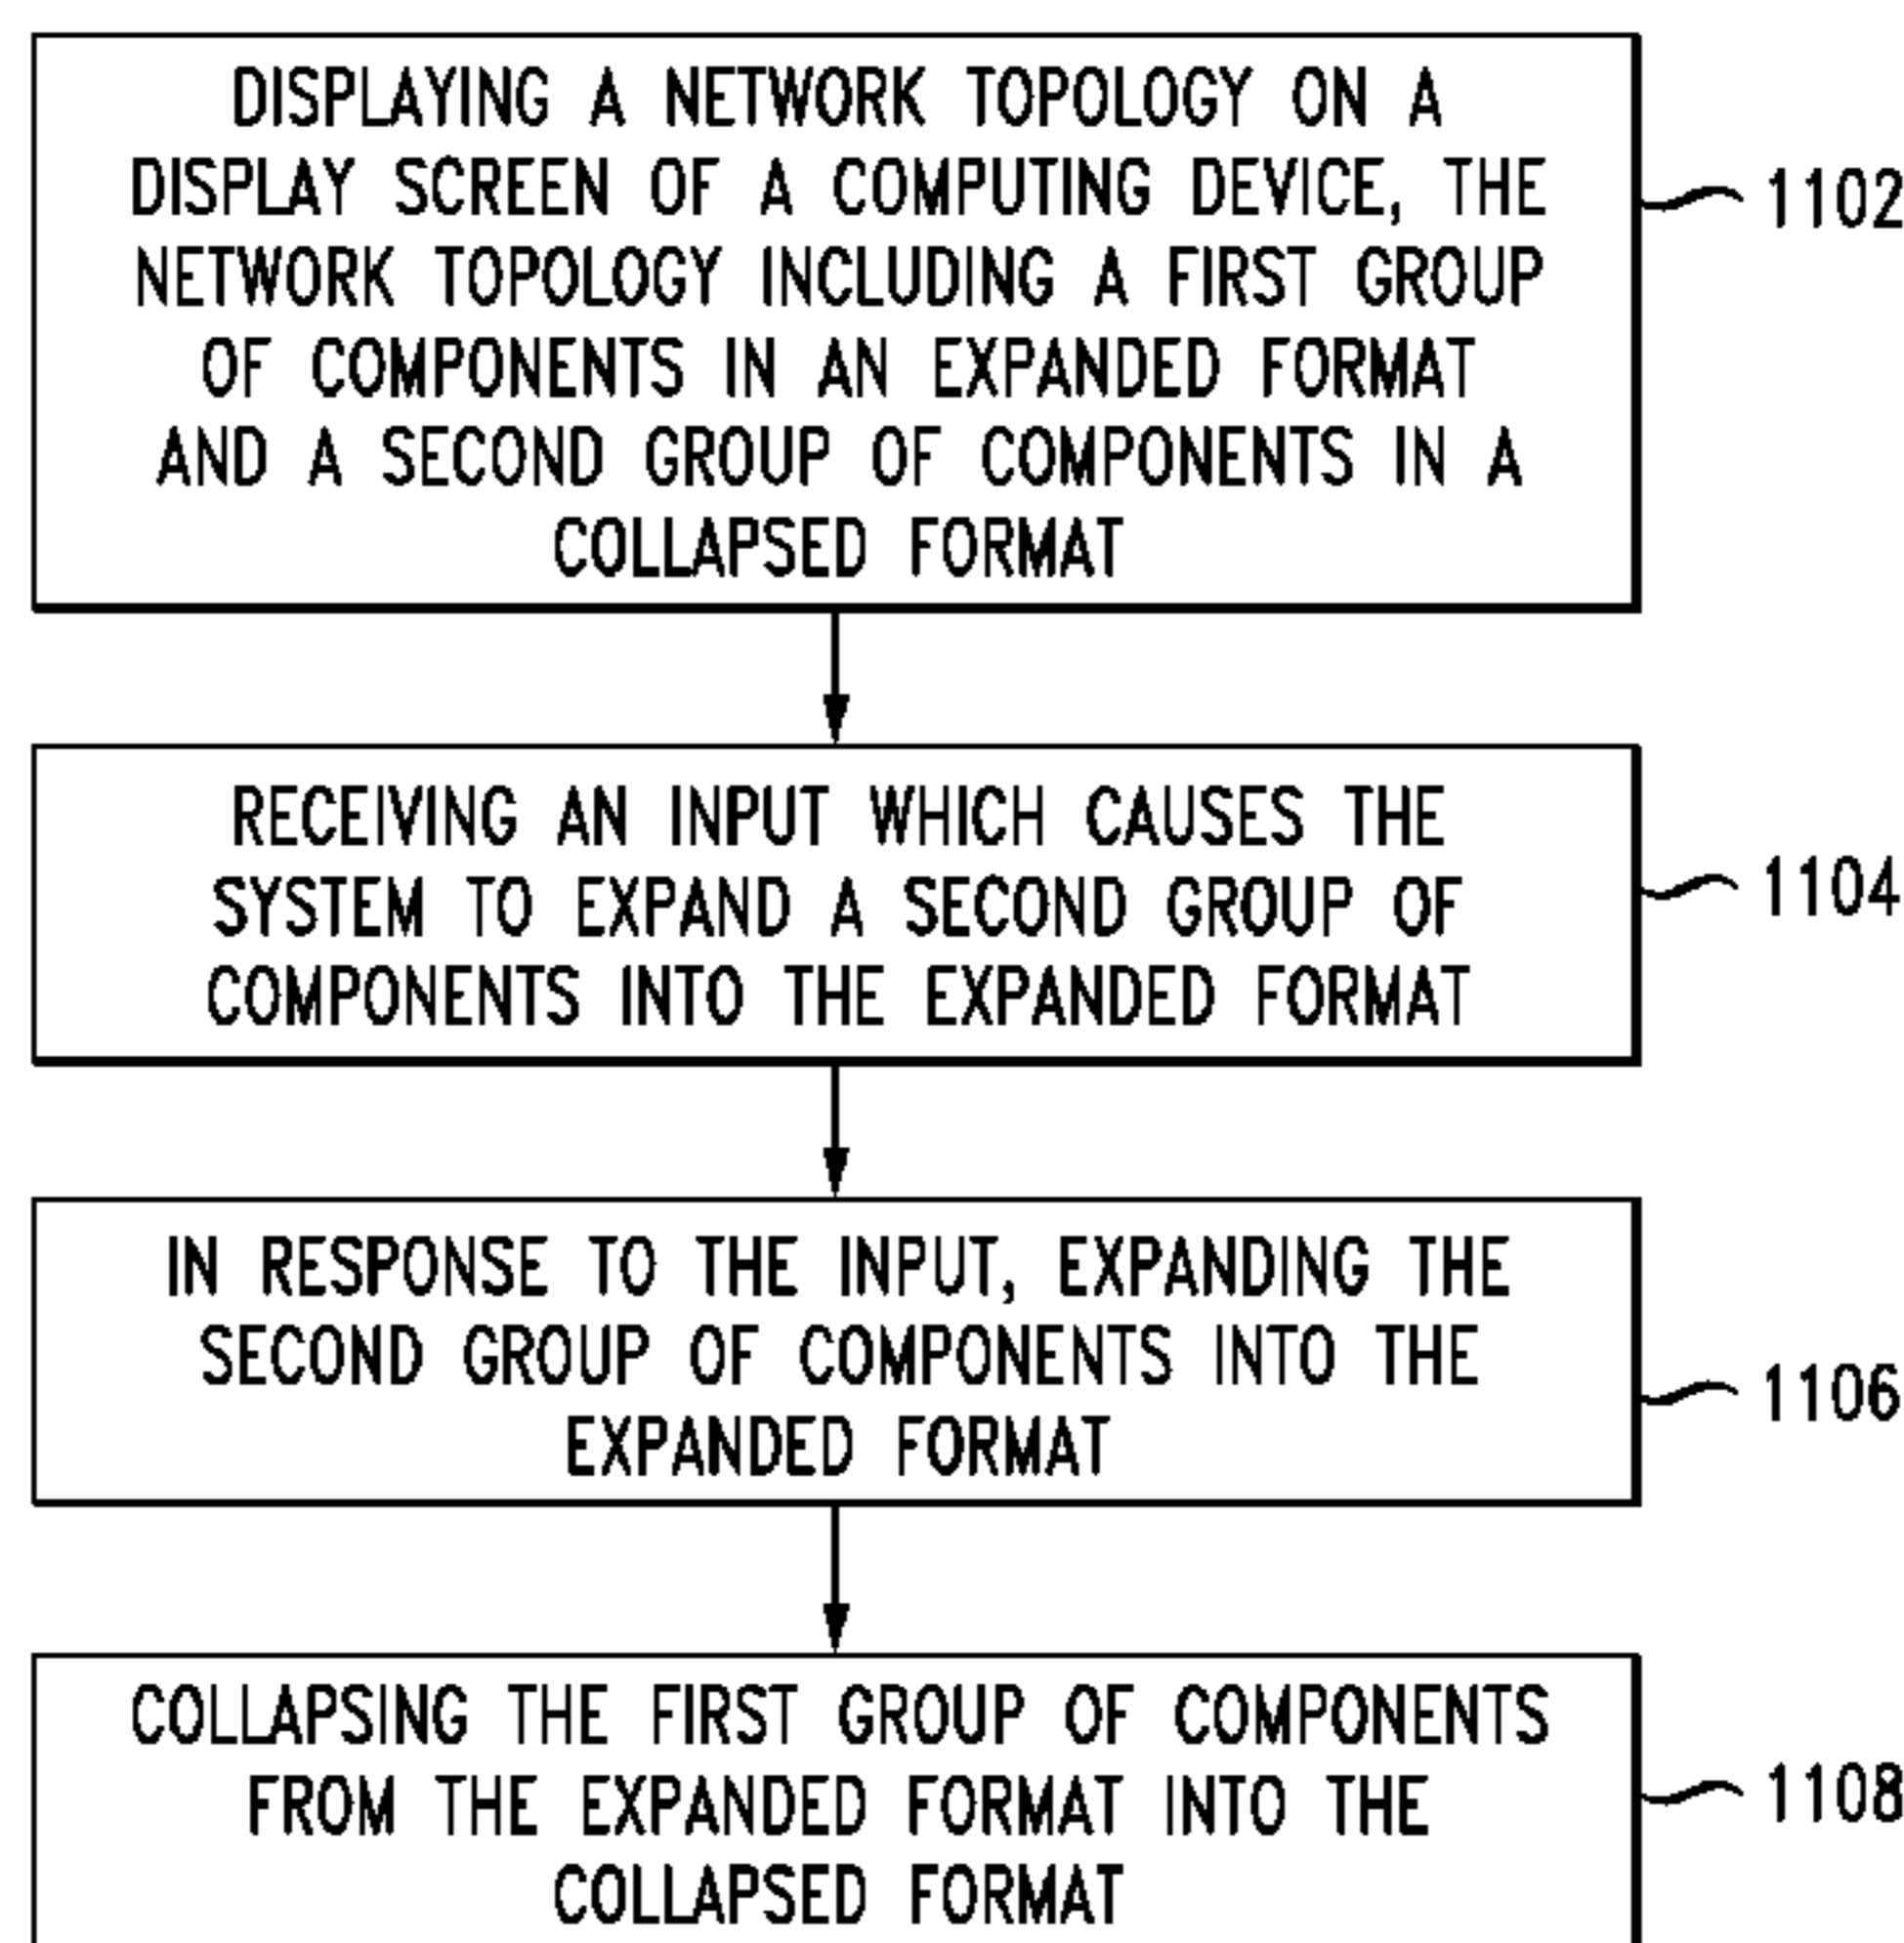 DISPLAYING A NETWORK TOPOLOGY ON A
DISPLAY SCREEN OF A COMPUTING DEVICE, THE
NETWORK TOPOLOGY INCLUDING A FIRST GROUP
OF COMPONENTS IN AN EXPANDED FORMAT
AND A SECOND GROUP OF COMPONENTS IN A
COLLAPSED FORMAT
1102
RECEIVING AN INPUT WHICH CAUSES THE
SYSTEM TO EXPAND A SECOND GROUP OF
COMPONENTS INTO THE EXPANDED FORMAT
1104
IN RESPONSE TO THE INPUT, EXPANDING THE
SECOND GROUP OF COMPONENTS INTO THE
EXPANDED FORMAT
1106
COLLAPSING THE FIRST GROUP OF COMPONENTS
FROM THE EXPANDED FORMAT INTO THE
COLLAPSED FORMAT
1108